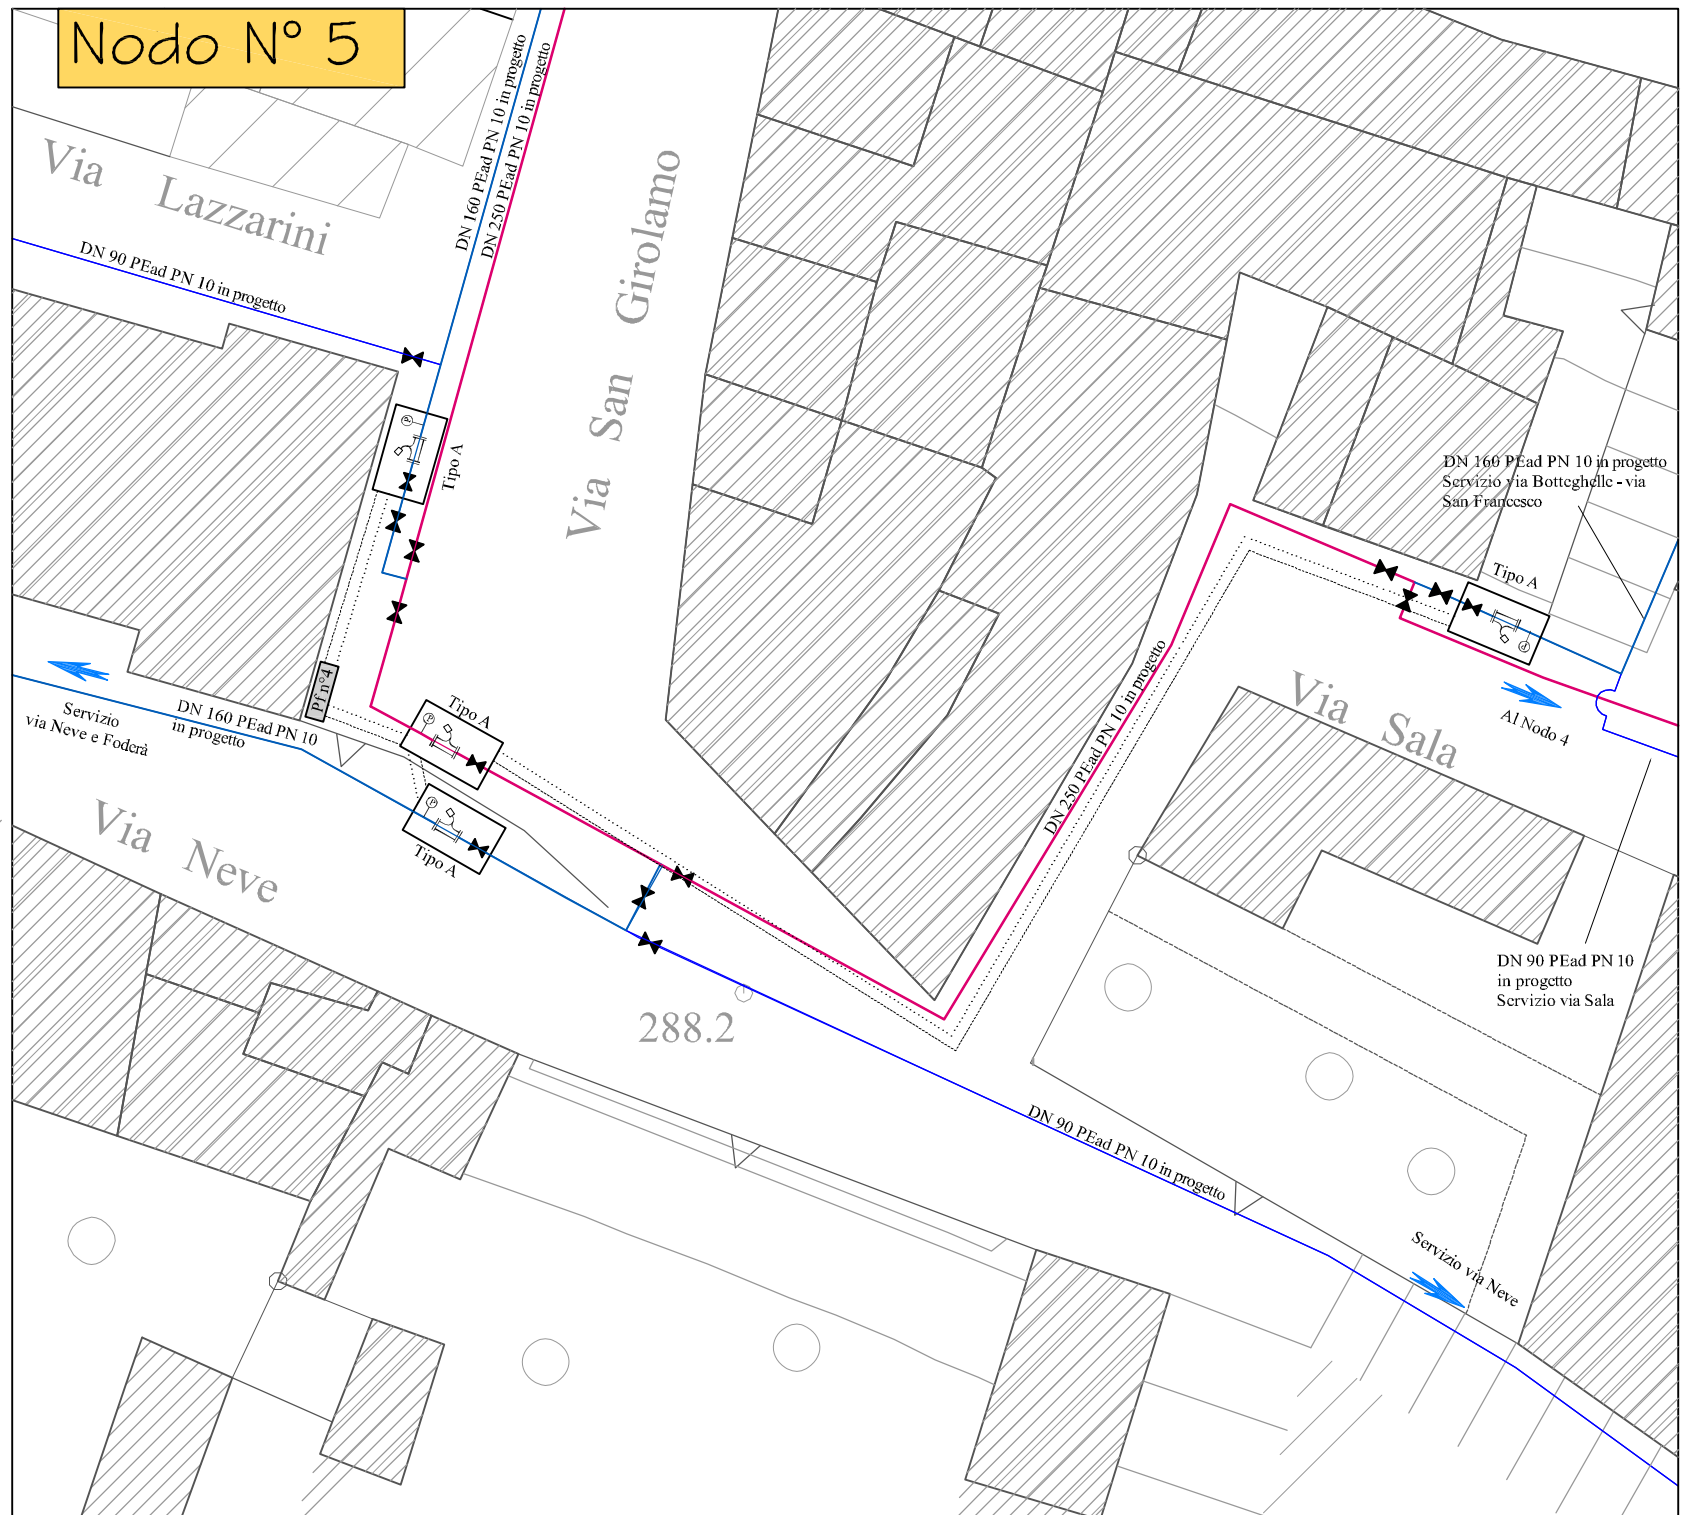 Nodo N° 5
Via Lazzarini
DN 160 PEad PN 10 in progetto
DN 250 PEad PN 10 in progetto
Via San Girolamo
DN 90 PEad PN 10 in progetto
P
Tipo A
DN 160 PEad PN 10 in progetto
Servizio via Botteghelle - via
San Francesco
Tipo A
P
Pf n°4
Servizio
via Neve e Foderà
DN 160 PEad PN 10
in progetto
Tipo A
P
P
Tipo A
Via Neve
DN 250 PEad PN 10 in progetto
Via Sala
Al Nodo 4
DN 90 PEad PN 10
in progetto
Servizio via Sala
288.2
DN 90 PEad PN 10 in progetto
Servizio via Neve